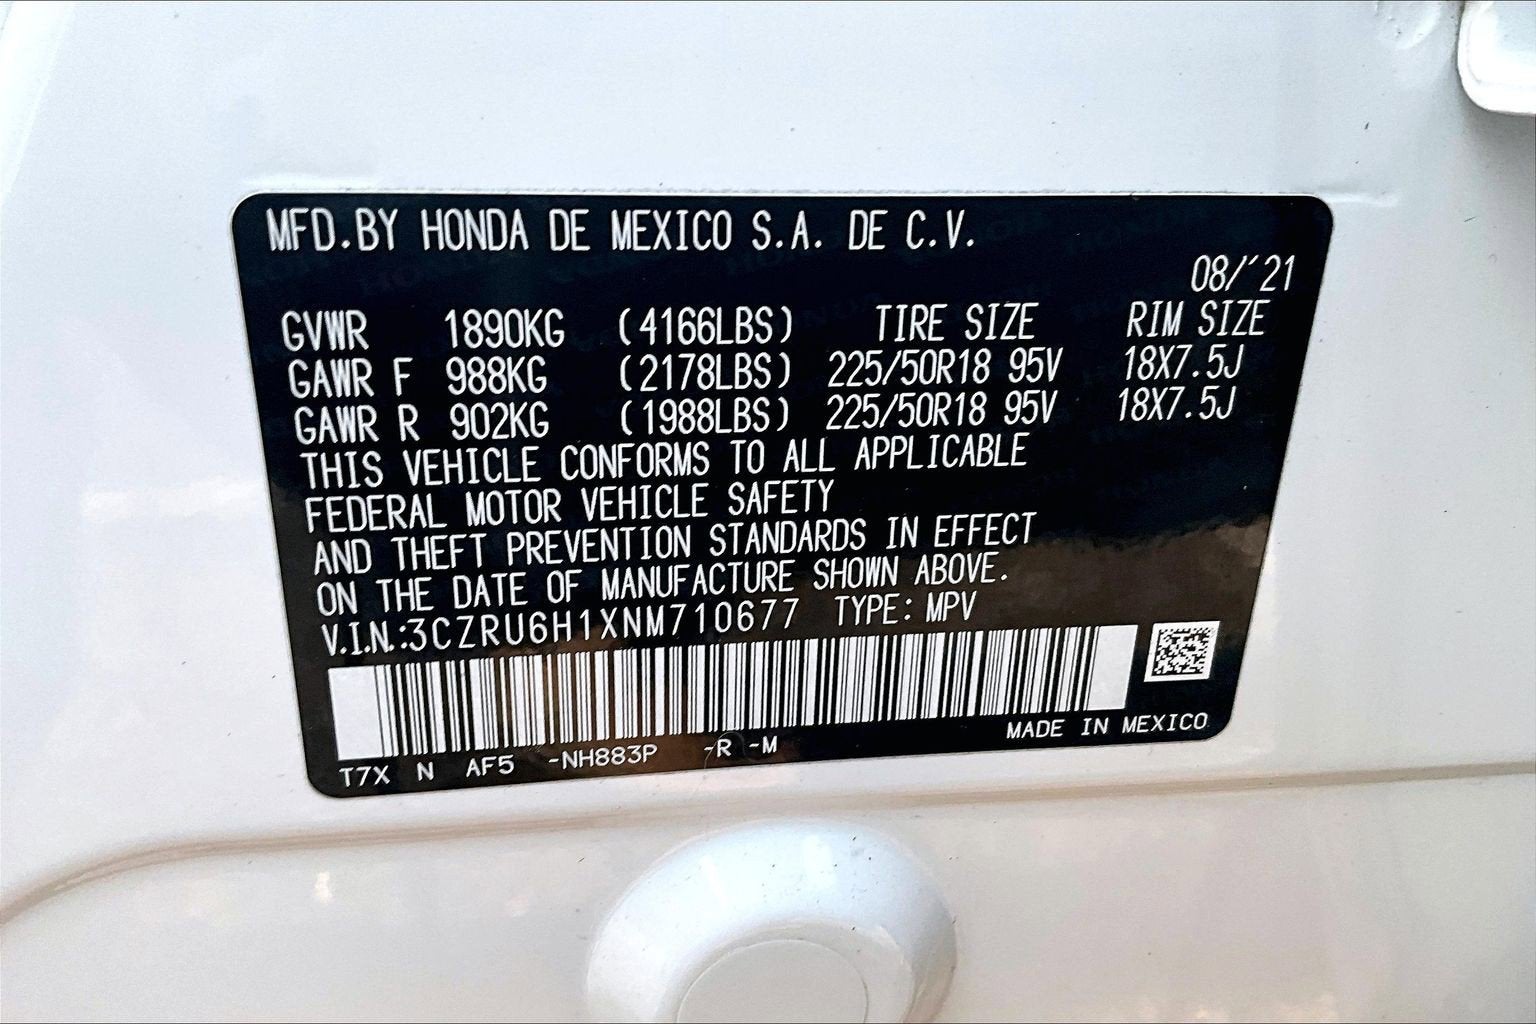 MFD.BY HONDA DE MEXICO S.A. DE C.V.
08/´21
GVWR 1890KG (4166LBS) TIRE SIZE RIM SIZE
GAWR F 988KG (2178LBS) 225/50R18 95V 18X7.5J
GAWR R 902KG (1988LBS) 225/50R18 95V 18X7.5J
THIS VEHICLE CONFORMS TO ALL APPLICABLE
FEDERAL MOTOR VEHICLE SAFETY
AND THEFT PREVENTION STANDARDS IN EFFECT
ON THE DATE OF MANUFACTURE SHOWN ABOVE.
V.I.N.:3CZRU6H1XNM710677 TYPE: MPV
MADE IN MEXICO
T7X N AF5 -NH883P -R -M